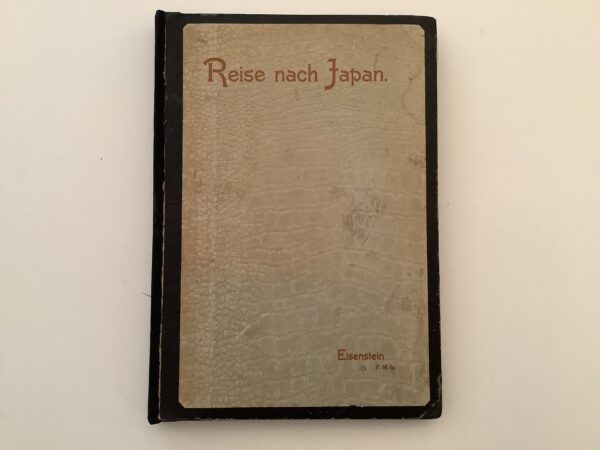 Reise nach Japan.
Eisenstein